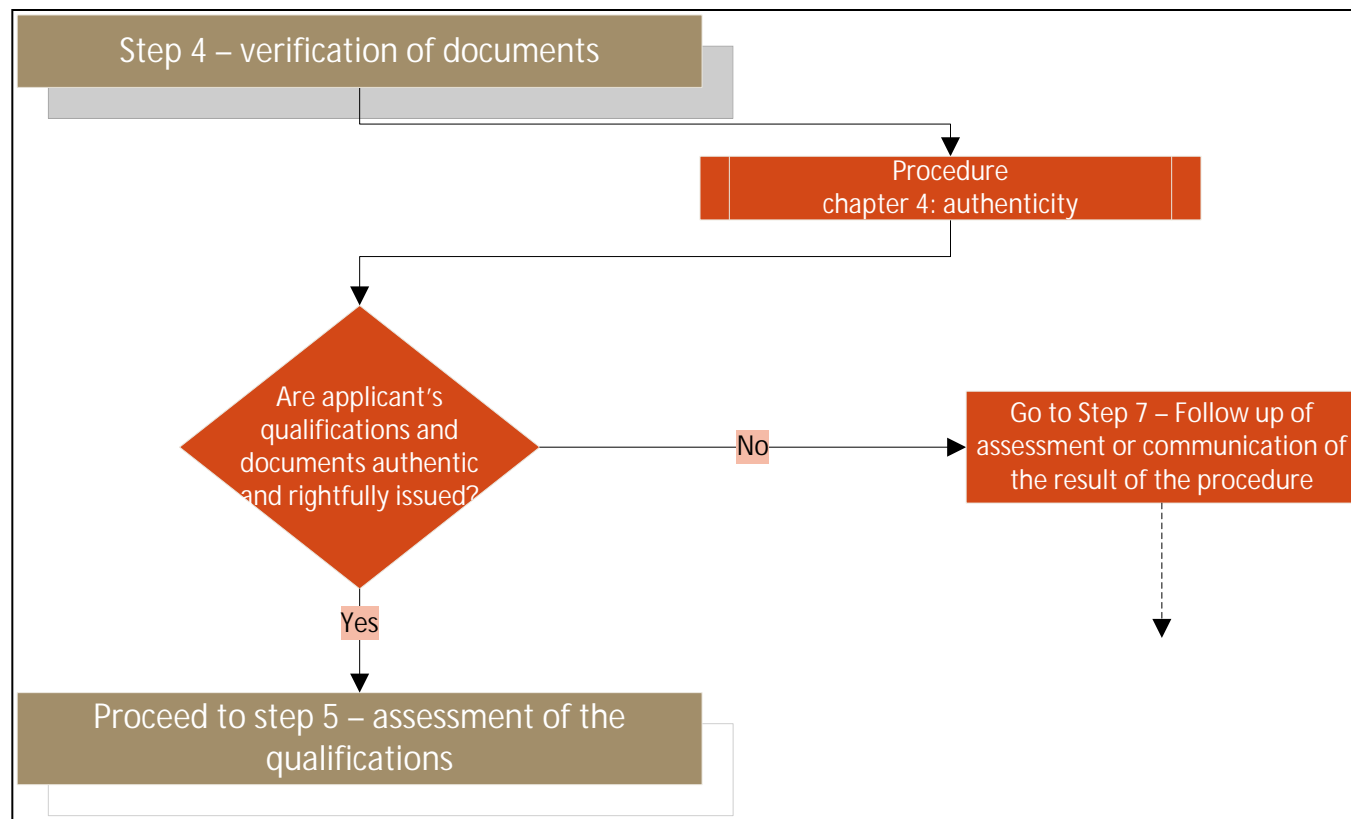 Step 4 – verification of documents
Procedure
chapter 4: authenticity
Are applicant’s
qualifications and
documents authentic
and rightfully issued?
No
Go to Step 7 – Follow up of
assessment or communication of
the result of the procedure
Yes
Proceed to step 5 – assessment of the
qualifications